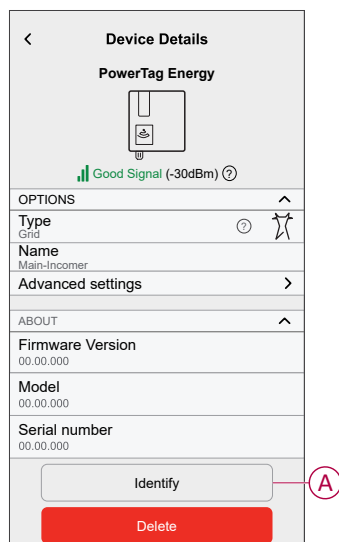 Device Details
PowerTag Energy
Good Signal (-30dBm) ?
OPTIONS
Type
Grid
?
Name
Main-Incomer
Advanced settings
ABOUT
Firmware Version
00.00.000
Model
00.00.000
Serial number
00.00.000
Identify
A
Delete